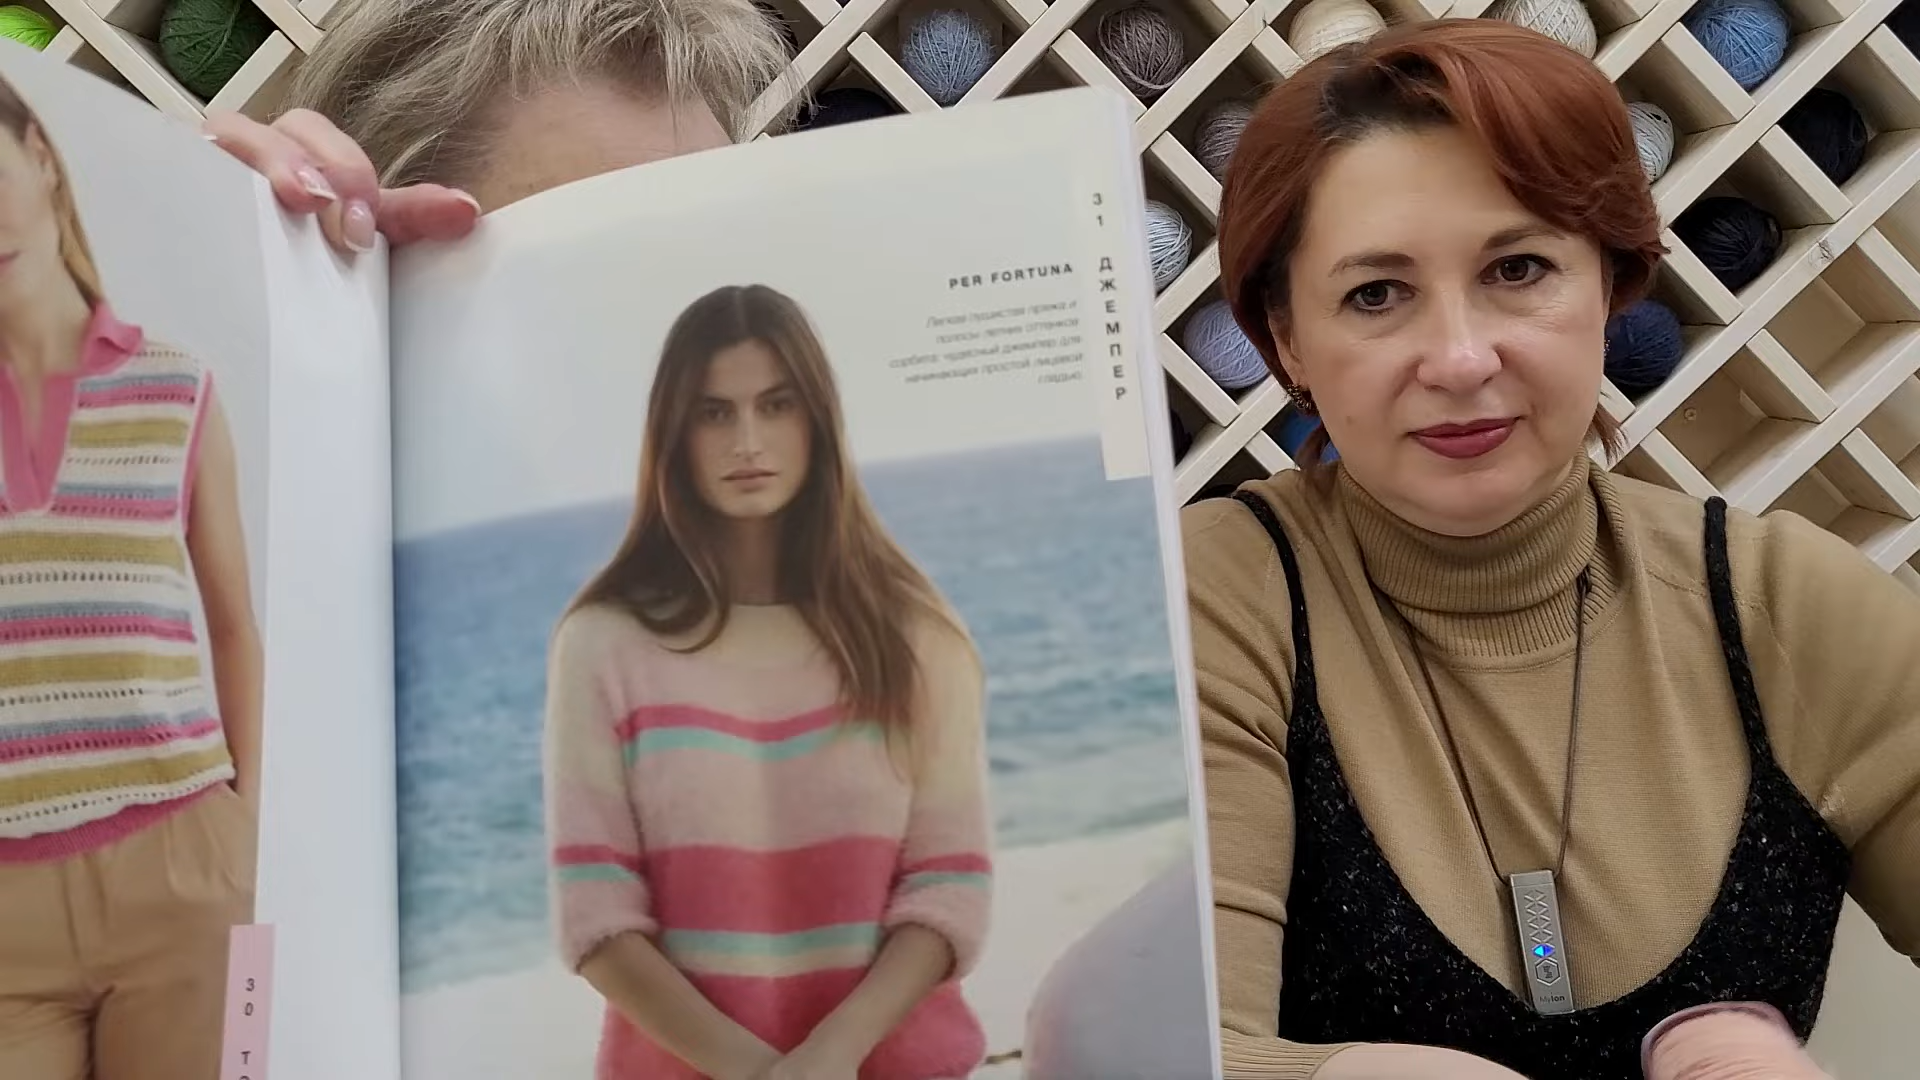 30
Т
PER FORTUNA
Легкая пушистая пряжа и
полосы летних оттенков
сорбета: чудесный джемпер для
начинающих простой лицевой
гладью
31 ДЖЕМПЕР
Mylon